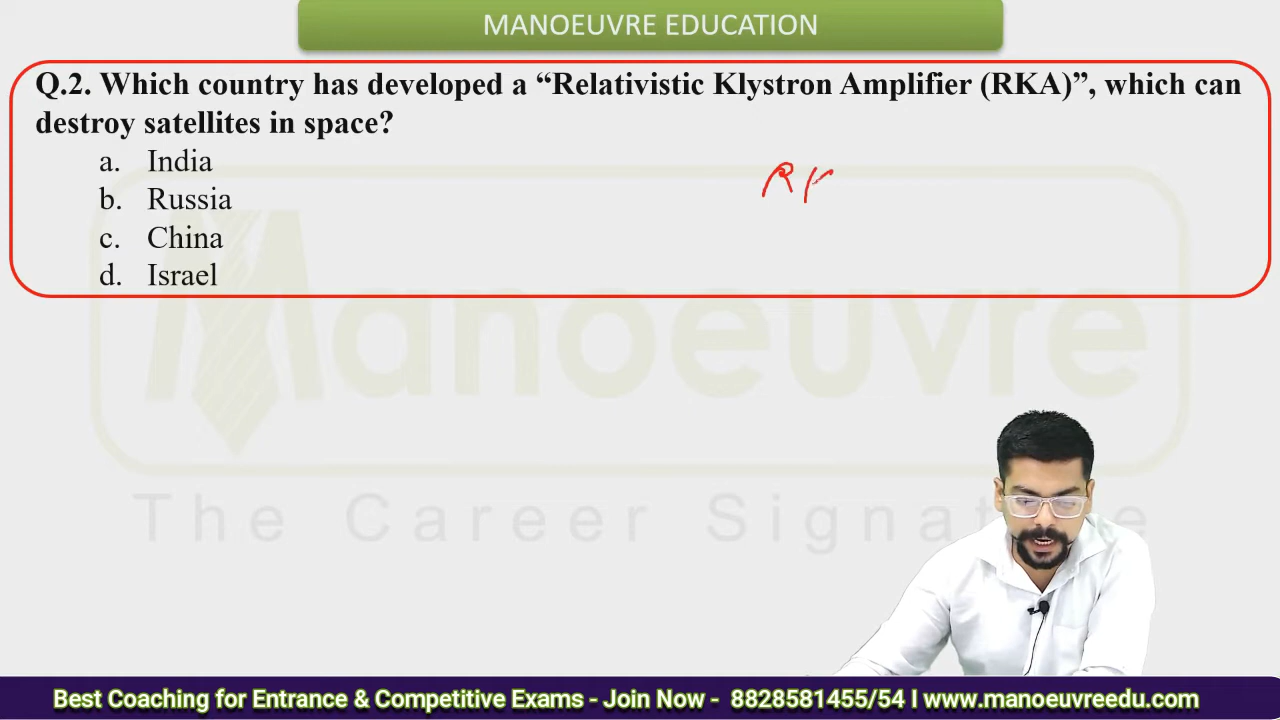 MANOEUVRE EDUCATION
Q.2. Which country has developed a “Relativistic Klystron Amplifier (RKA)”, which can
destroy satellites in space?
a. India
b. Russia
c. China
d. Israel
RK
Manoeuvre
The Career Signature
Best Coaching for Entrance & Competitive Exams - Join Now - 8828581455/54 I www.manoeuvreedu.com